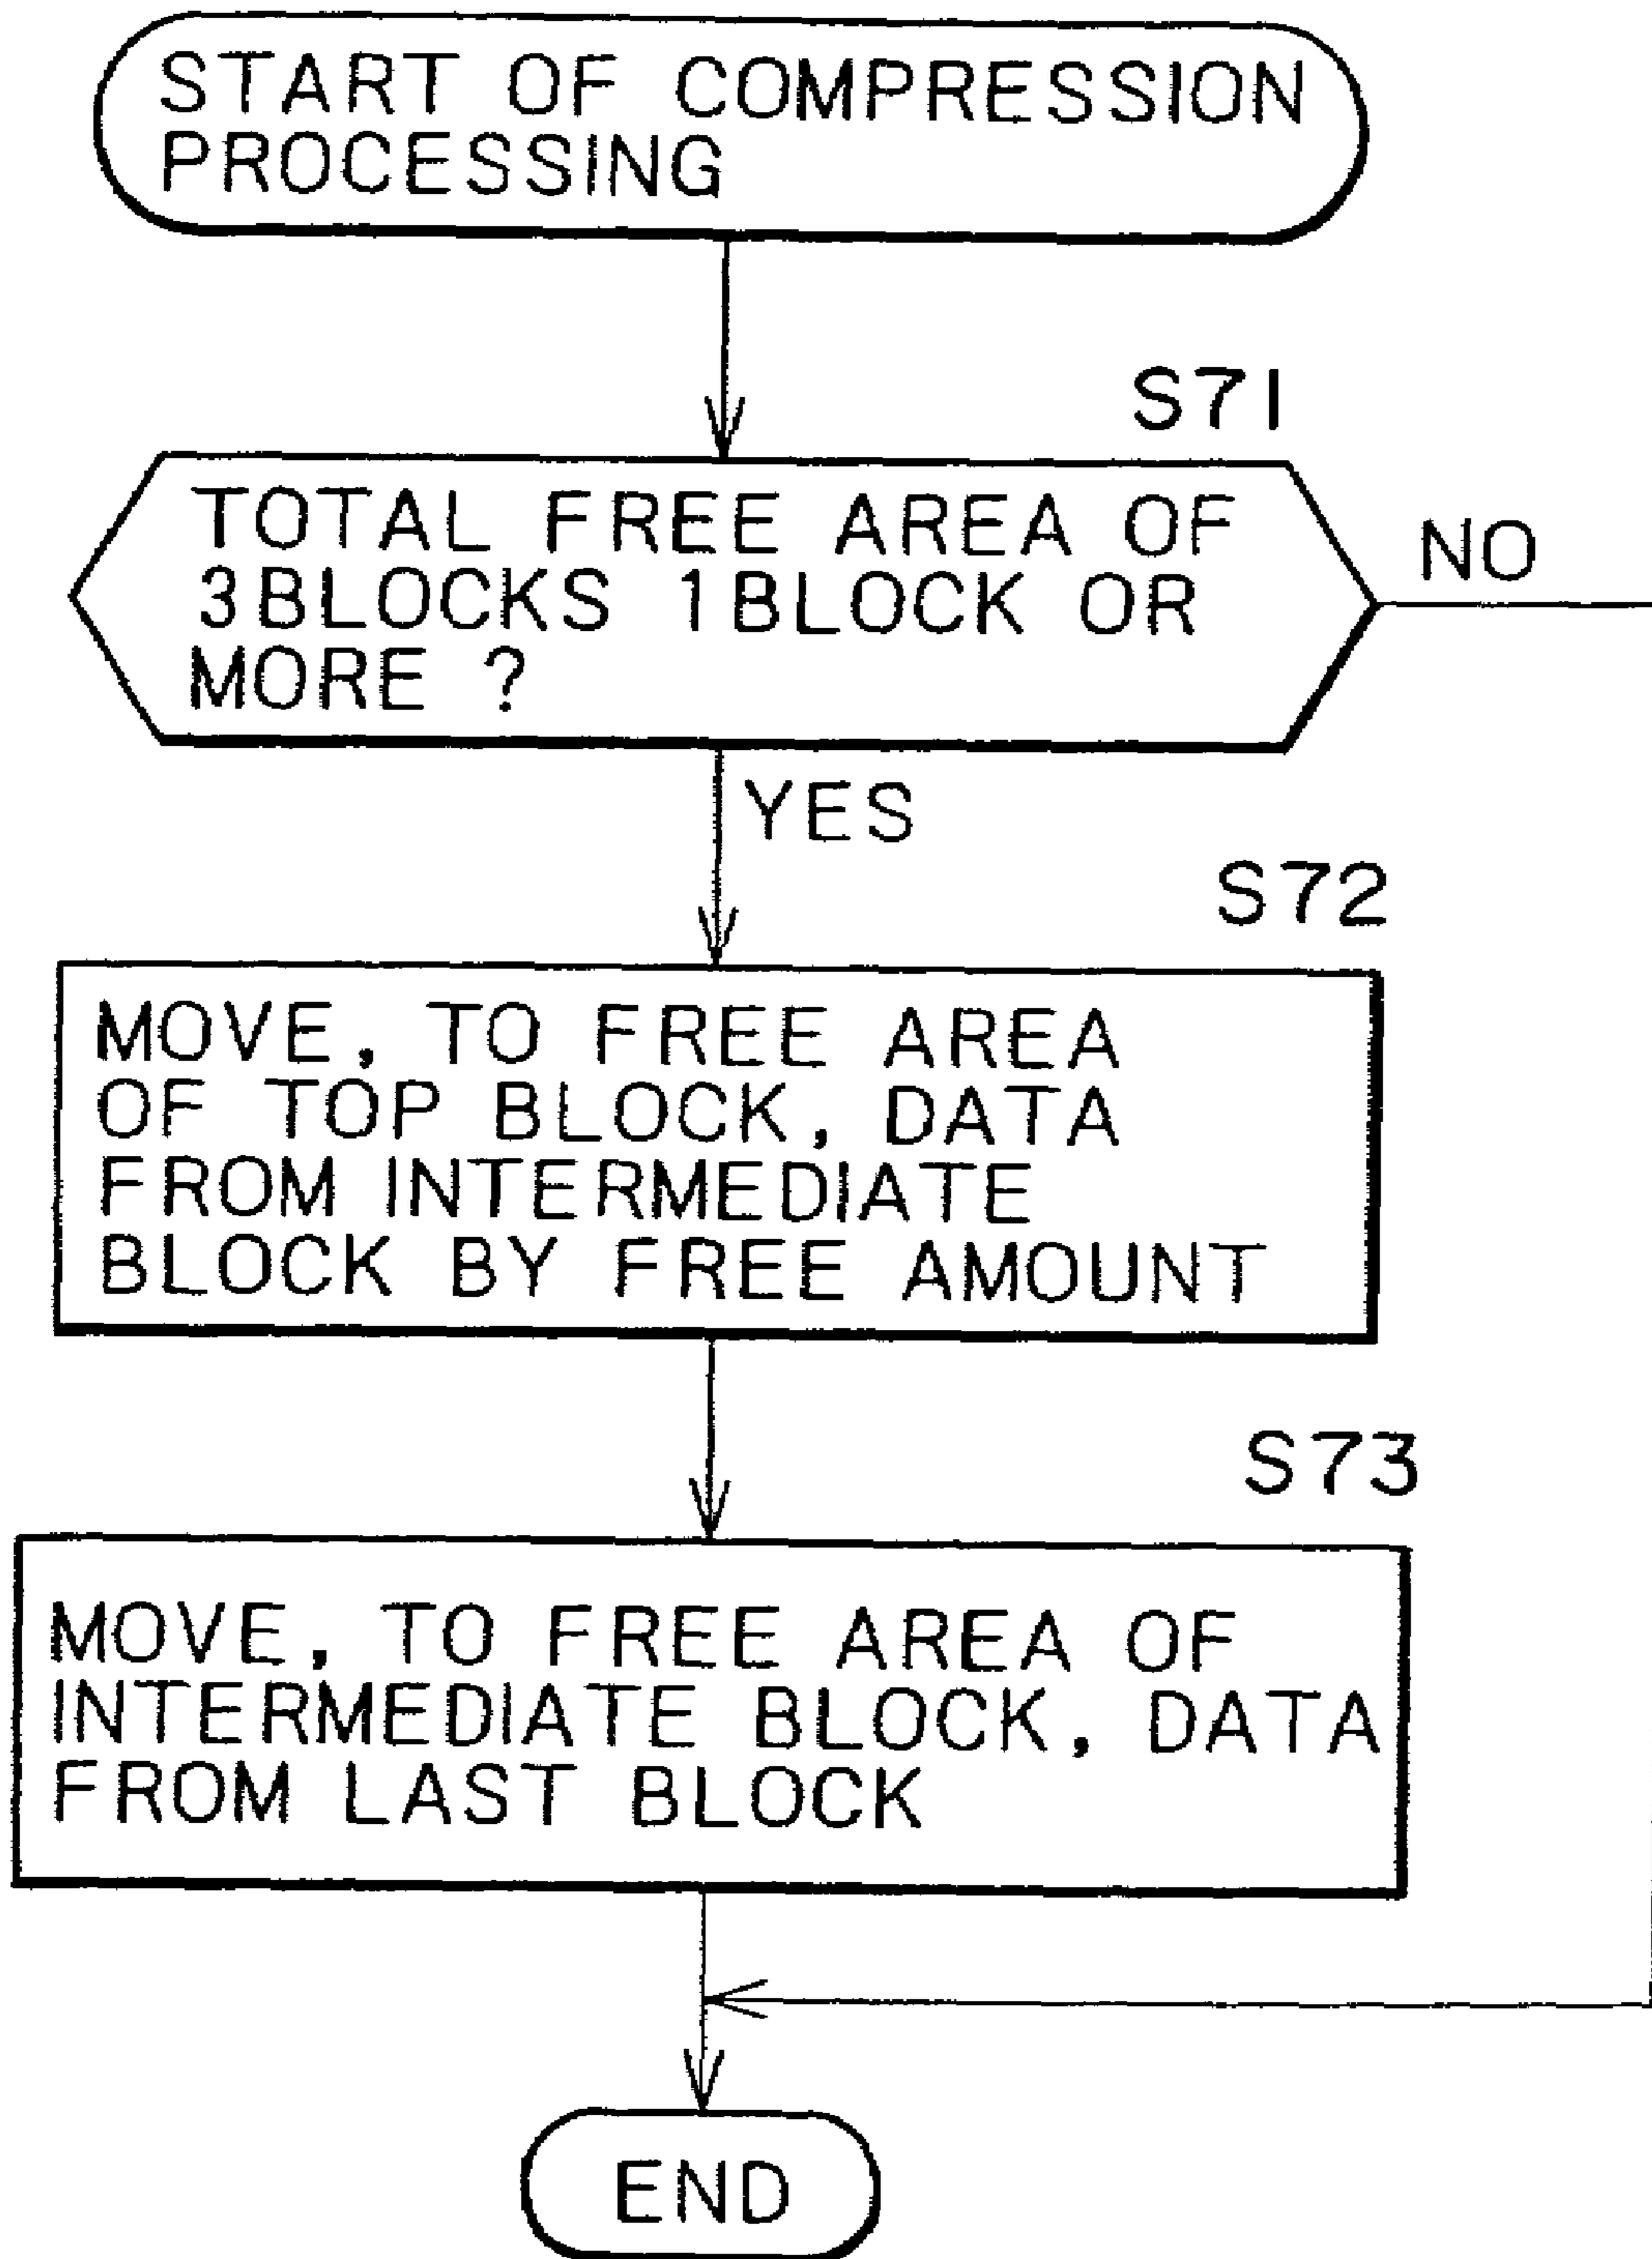 START OF COMPRESSION
PROCESSING
S71
TOTAL FREE AREA OF
3BLOCKS 1BLOCK OR
MORE ?
NO
YES
S72
MOVE, TO FREE AREA
OF TOP BLOCK, DATA
FROM INTERMEDIATE
BLOCK BY FREE AMOUNT
S73
MOVE, TO FREE AREA OF
INTERMEDIATE BLOCK, DATA
FROM LAST BLOCK
END